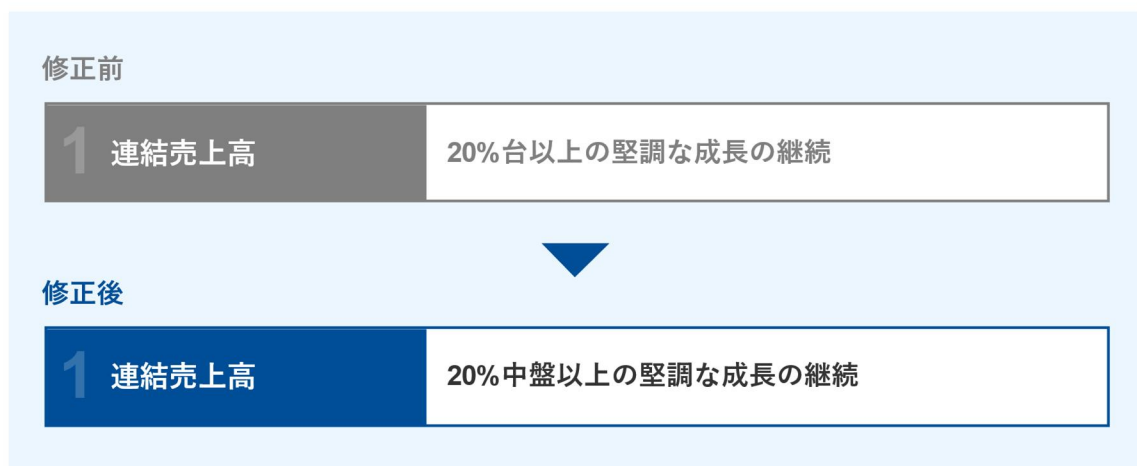 修正前
1 連結売上高 20%台以上の堅調な成長の継続
修正後
1 連結売上高 20%中盤以上の堅調な成長の継続